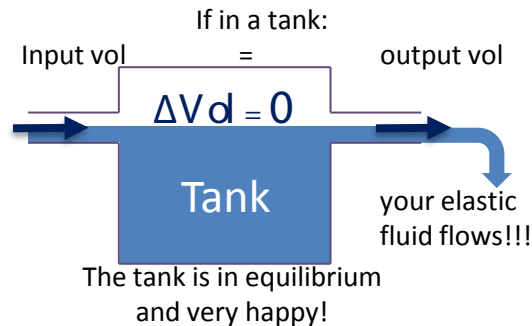 If in a tank:
Input vol = output vol
ΔVol = 0
Tank
your elastic
fluid flows!!!
The tank is in equilibrium
and very happy!